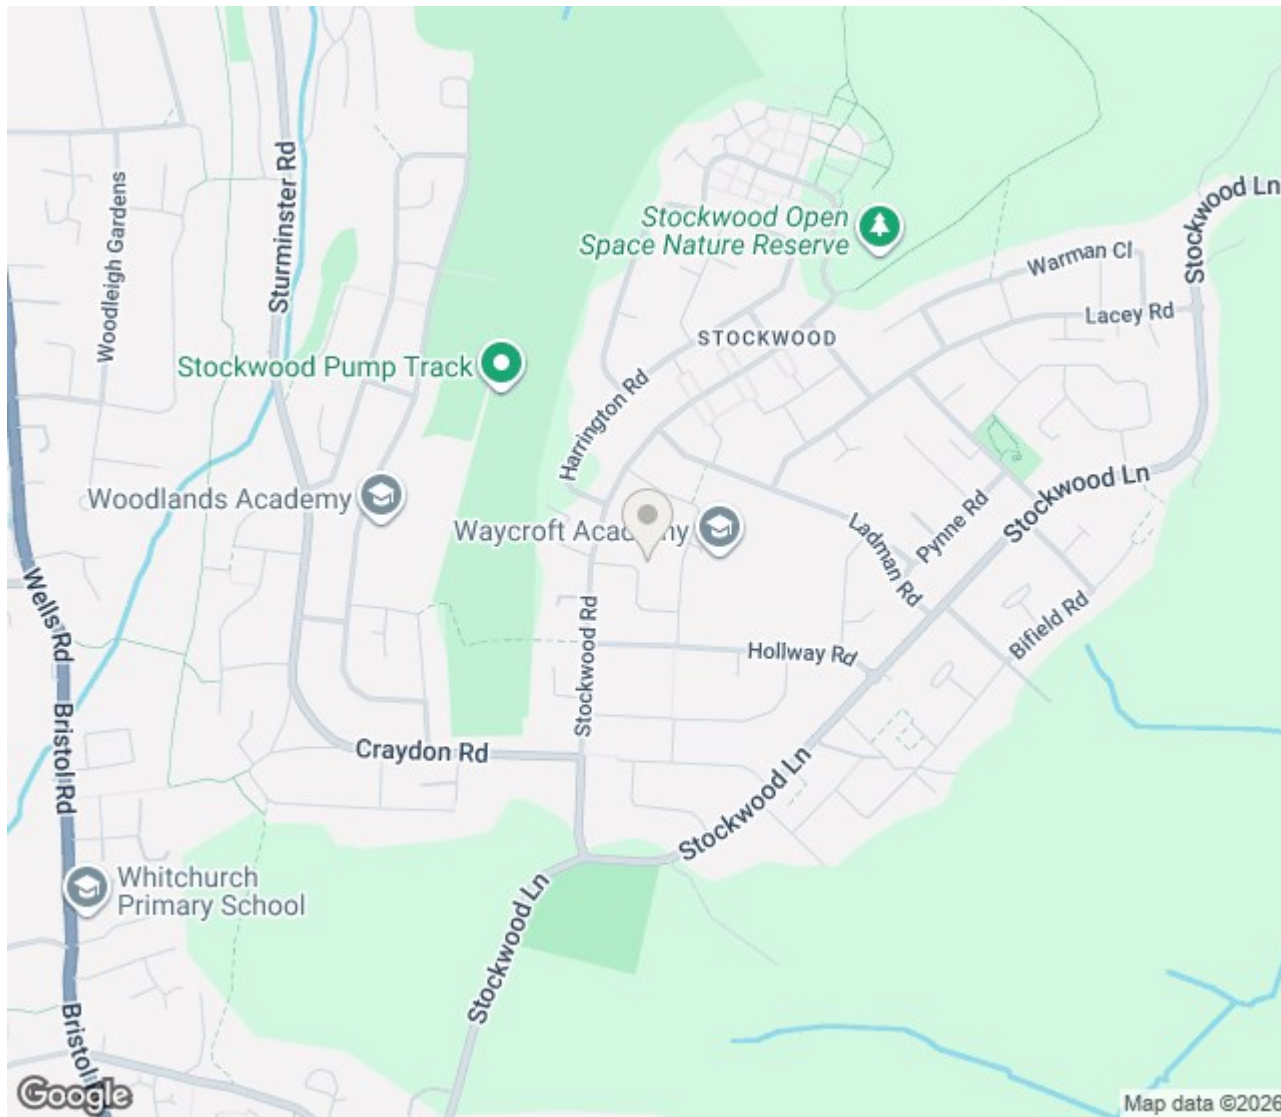 Stockwood Ln
Sturminster Rd
Woodleigh Gardens
Stockwood Open
Space Nature Reserve
Warman Cl
Stockwood Ln
Lacey Rd
STOCKWOOD
Stockwood Pump Track
Harrington Rd
Woodlands Academy
Waycroft Academy
Ladman Rd
Pynne Rd
Stockwood Ln
Wells Rd
Stockwood Rd
Hollway Rd
Bifield Rd
Bristol Rd
Craydon Rd
Stockwood Ln
Whitchurch
Primary School
Stockwood Ln
Bristol
Google
Map data ©2026